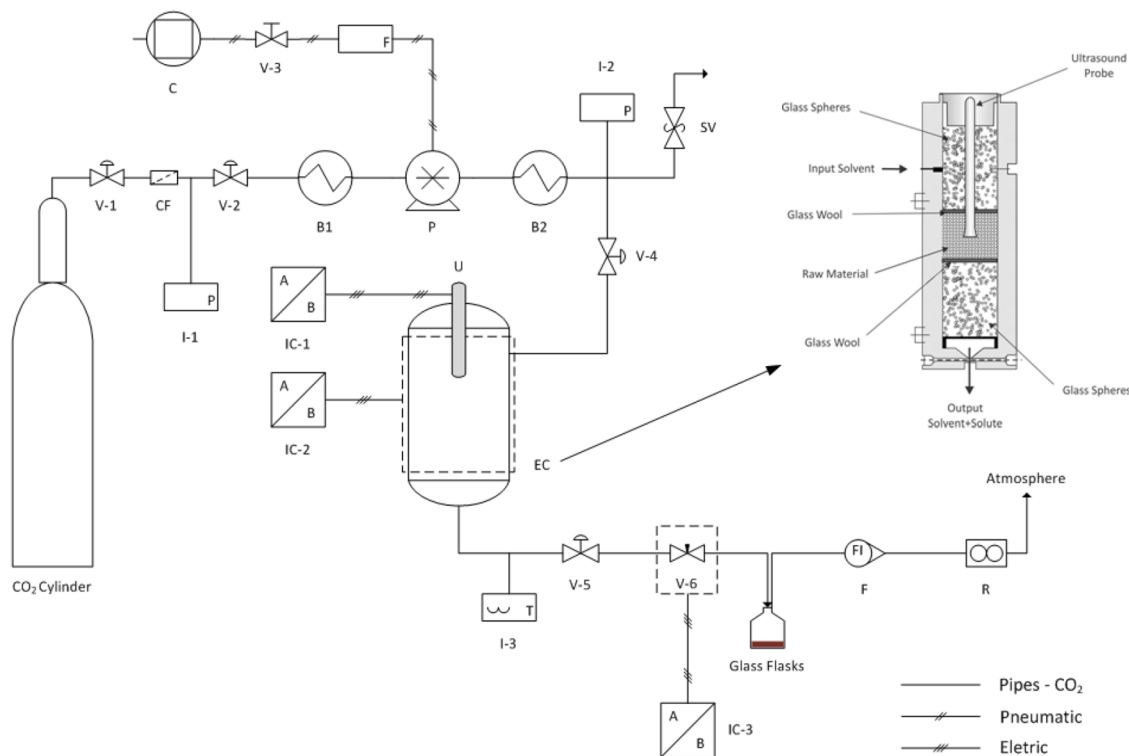 C
V-3
F
I-2
P
SV
V-1
CF
V-2
B1
P
B2
V-4
P
I-1
A
B
IC-1
U
A
B
IC-2
EC
CO2 Cylinder
V-5
V-6
T
I-3
Glass Flasks
FI
F
R
Atmosphere
A
B
IC-3
Ultrasound
Probe
Glass Spheres
Input Solvent
Glass Wool
Raw Material
Glass Wool
Glass Spheres
Output
Solvent+Solute
Pipes - CO2
Pneumatic
Eletric